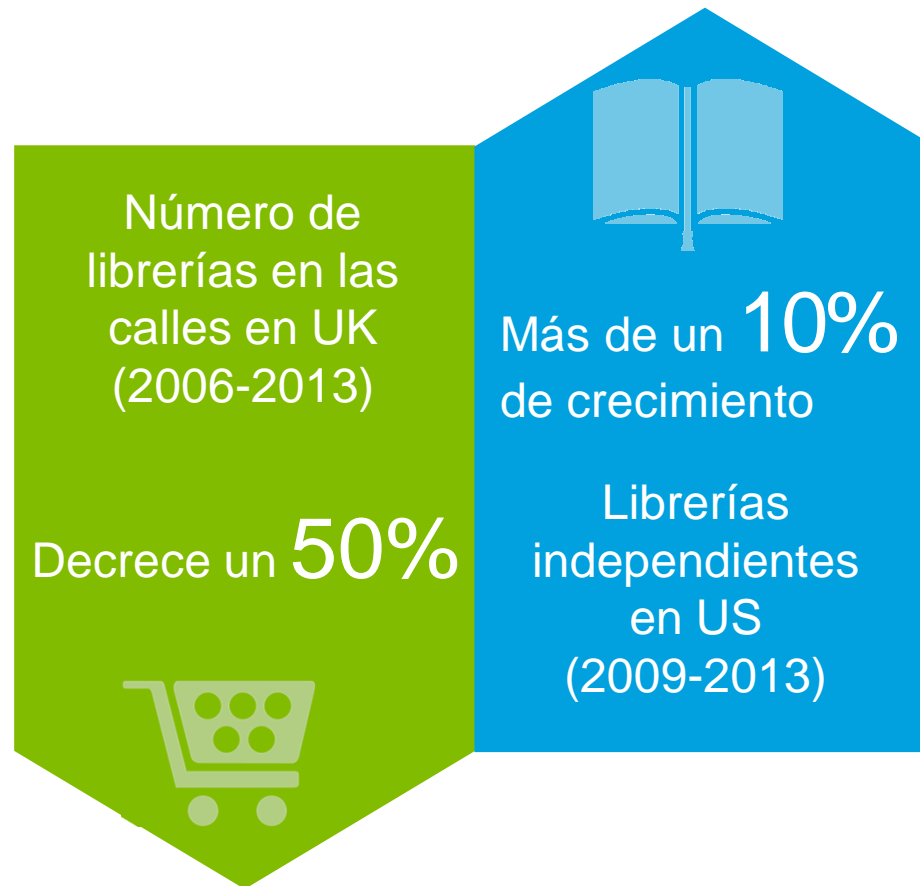 Número de
librerías en las
calles en UK
(2006-2013)
Decrece un 50%
Más de un 10%
de crecimiento
Librerías
independientes
en US
(2009-2013)